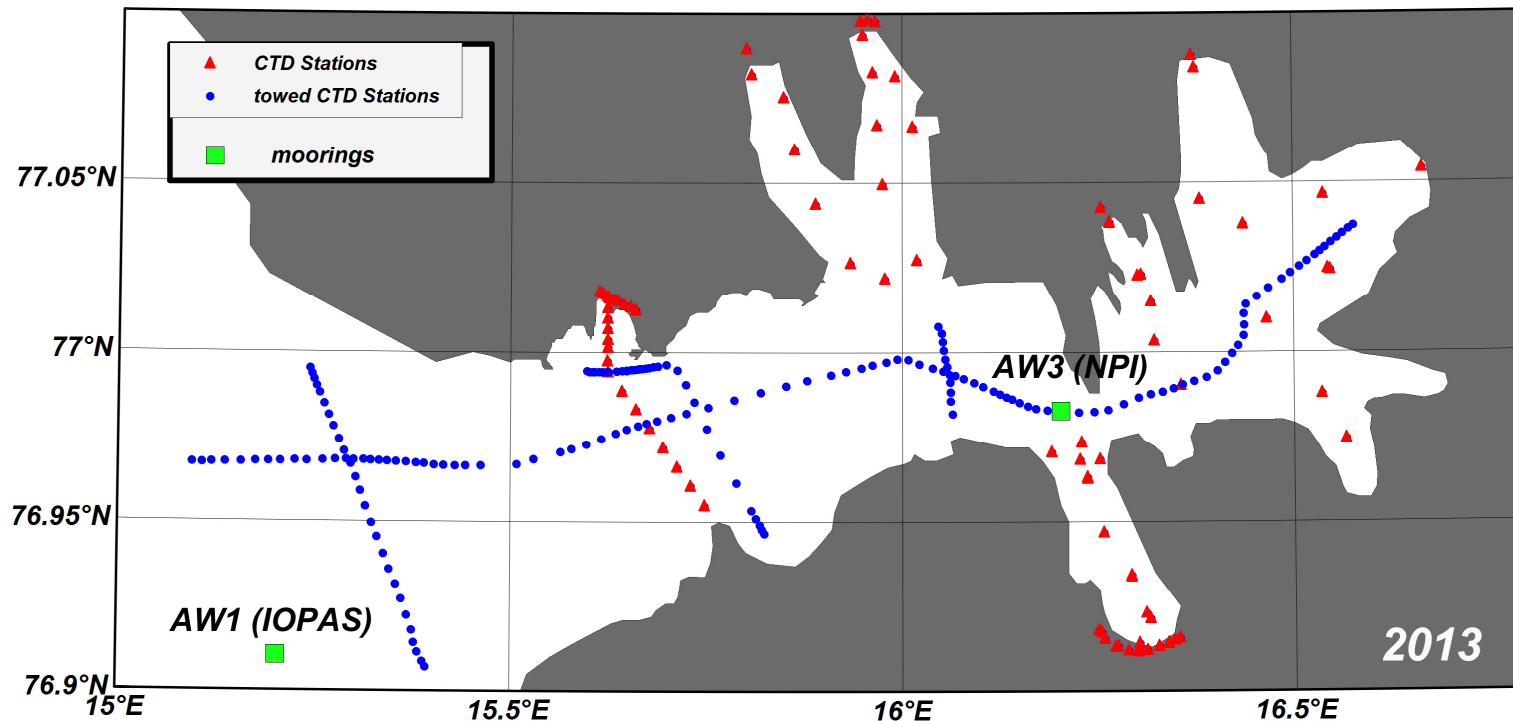 CTD Stations
towed CTD Stations
moorings
77.05°N
77°N
AW3 (NPI)
76.95°N
AW1 (IOPAS)
2013
76.9°N
15°E
15.5°E
16°E
16.5°E